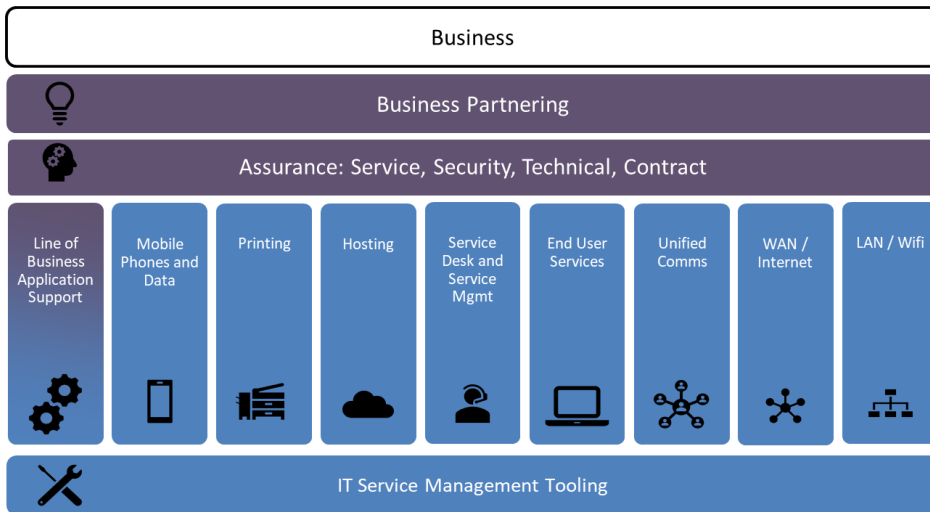 Business
Business Partnering
Assurance: Service, Security, Technical, Contract
Line of
Business
Application
Support
Mobile
Phones and
Data
Printing
Hosting
Service
Desk and
Service
Mgmt
End User
Services
Unified
Comms
WAN /
Internet
LAN / Wifi
IT Service Management Tooling